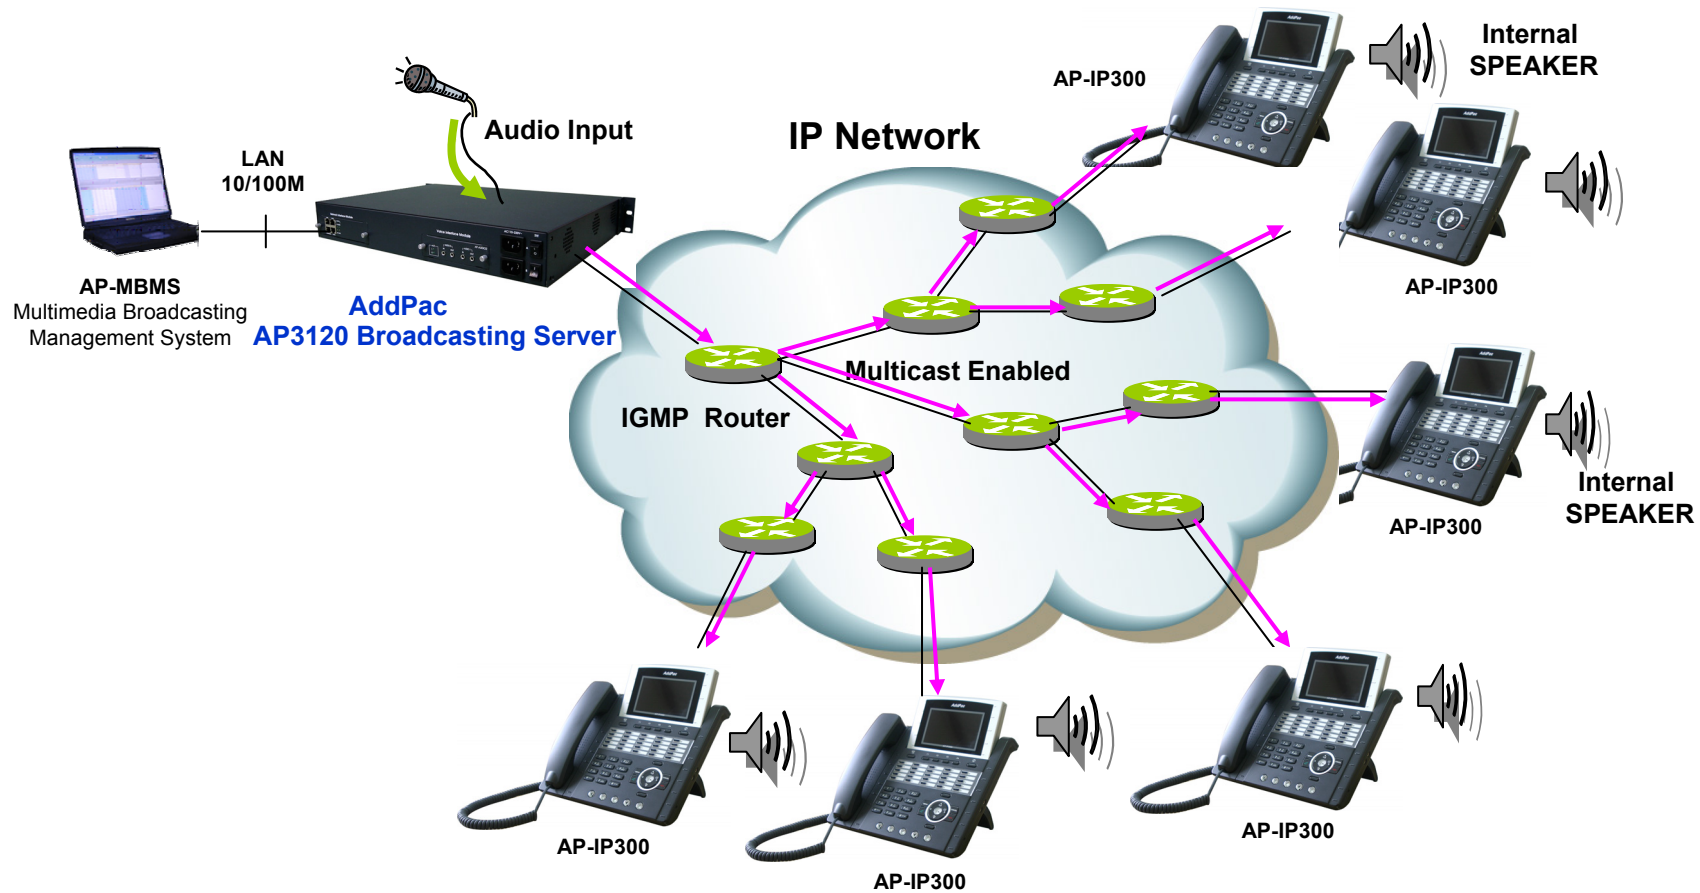 Internal
SPEAKER
AP-IP300
Audio Input
IP Network
LAN
10/100M
AP-MBMS
Multimedia Broadcasting
Management System
AddPac
AP3120 Broadcasting Server
AP-IP300
Multicast Enabled
IGMP Router
Internal
SPEAKER
AP-IP300
AP-IP300
AP-IP300
AP-IP300